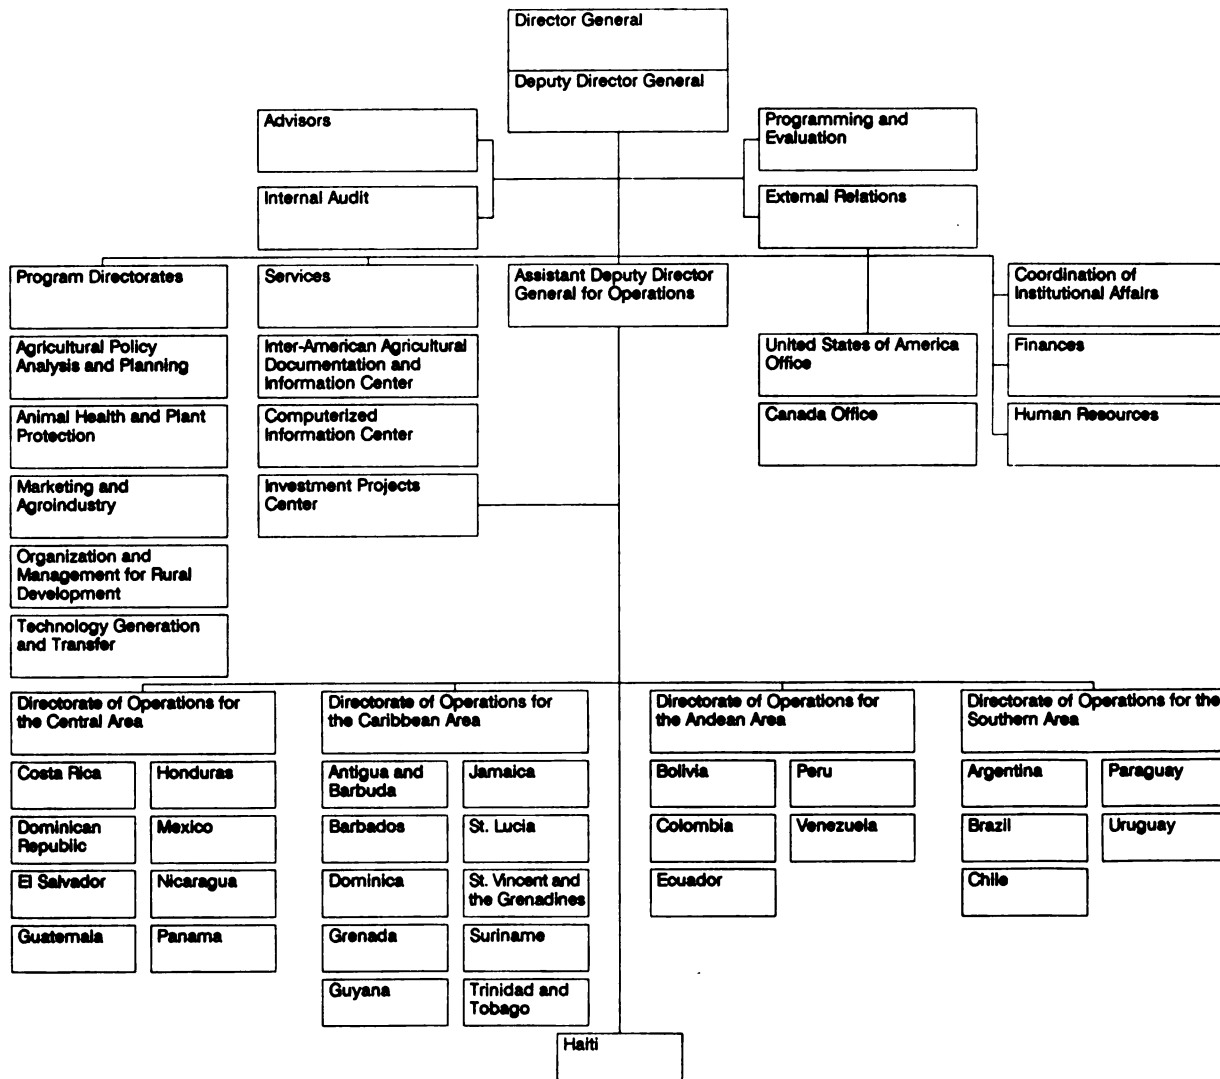 Director General
Deputy Director General
Advisors
Programming and
Evaluation
Internal Audit
External Relations
Program Directorates
Services
Assistant Deputy Director
General for Operations
Coordination of
Institutional Affairs
Agricultural Policy
Analysis and Planning
Inter-American Agricultural
Documentation and
Information Center
United States of America
Office
Finances
Animal Health and Plant
Protection
Computerized
Information Center
Canada Office
Human Resources
Marketing and
Agroindustry
Investment Projects
Center
Organization and
Management for Rural
Development
Technology Generation
and Transfer
Directorate of Operations for
the Central Area
Directorate of Operations for
the Caribbean Area
Directorate of Operations for
the Andean Area
Directorate of Operations for the
Southern Area
Costa Rica
Honduras
Antigua and
Barbuda
Jamaica
Bolivia
Peru
Argentina
Paraguay
Dominican
Republic
Mexico
Barbados
St. Lucia
Colombia
Venezuela
Brazil
Uruguay
El Salvador
Nicaragua
Dominica
St. Vincent and
the Grenadines
Ecuador
Chile
Guatemala
Panama
Grenada
Suriname
Guyana
Trinidad and
Tobago
Haiti